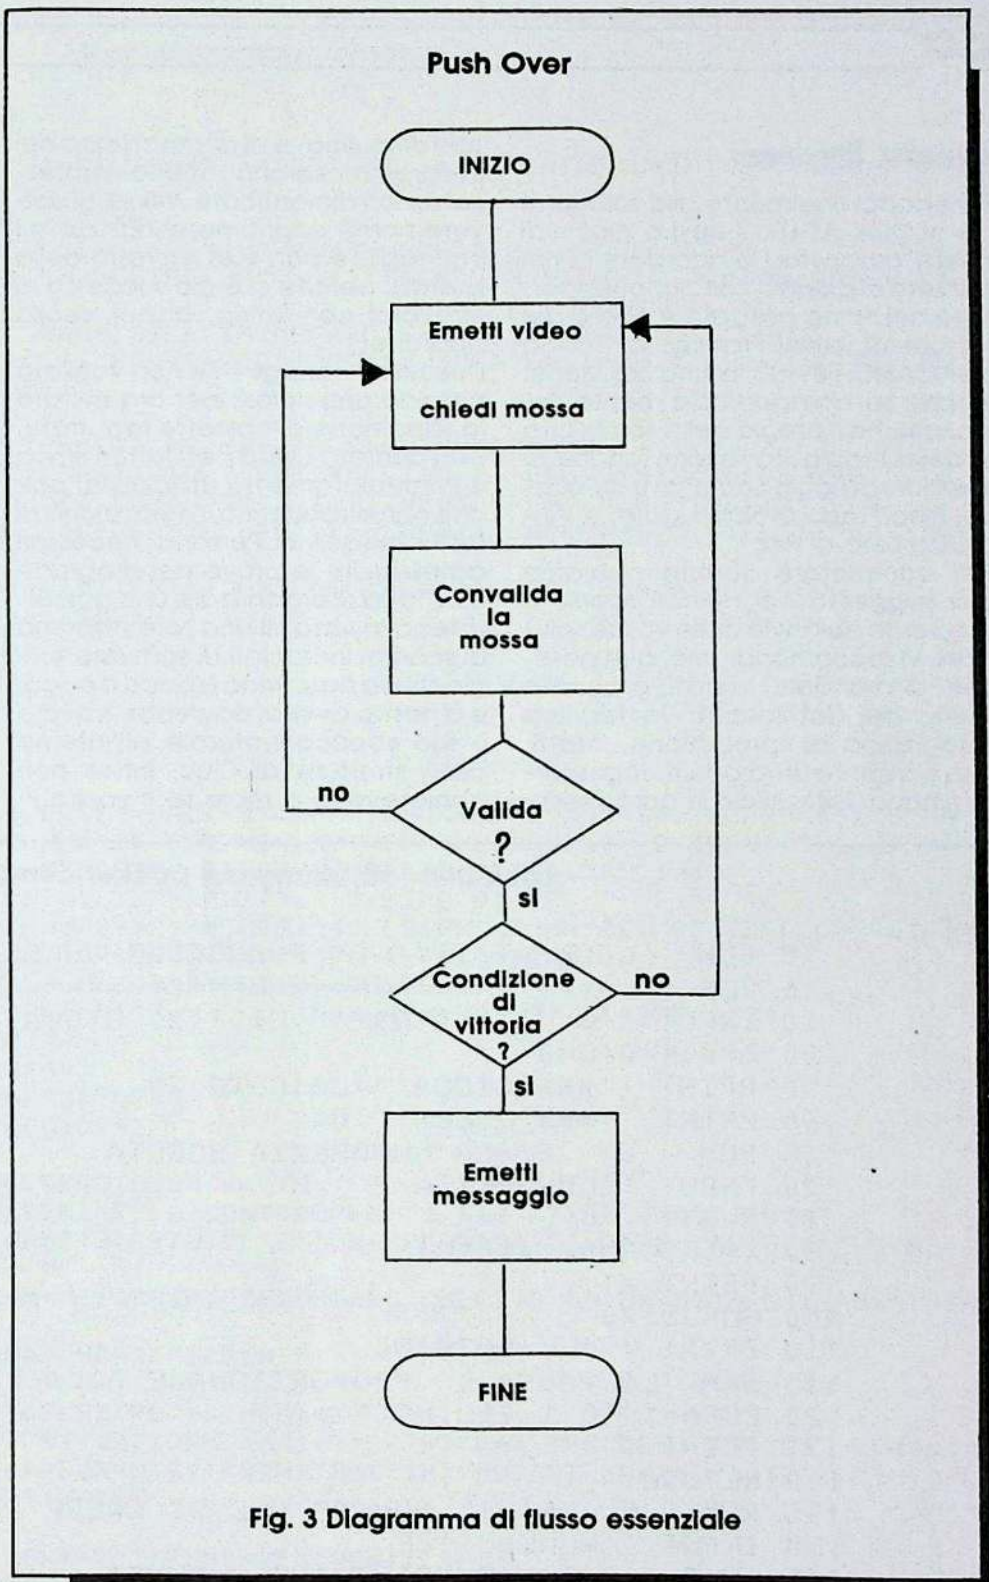 Push Over
INIZIO
Emetti video
chiedi mossa
Convalida
la
mossa
no
Valida
?
si
Condizione
di
vittoria
?
no
si
Emetti
messaggio
FINE
Fig. 3 Diagramma di flusso essenziale